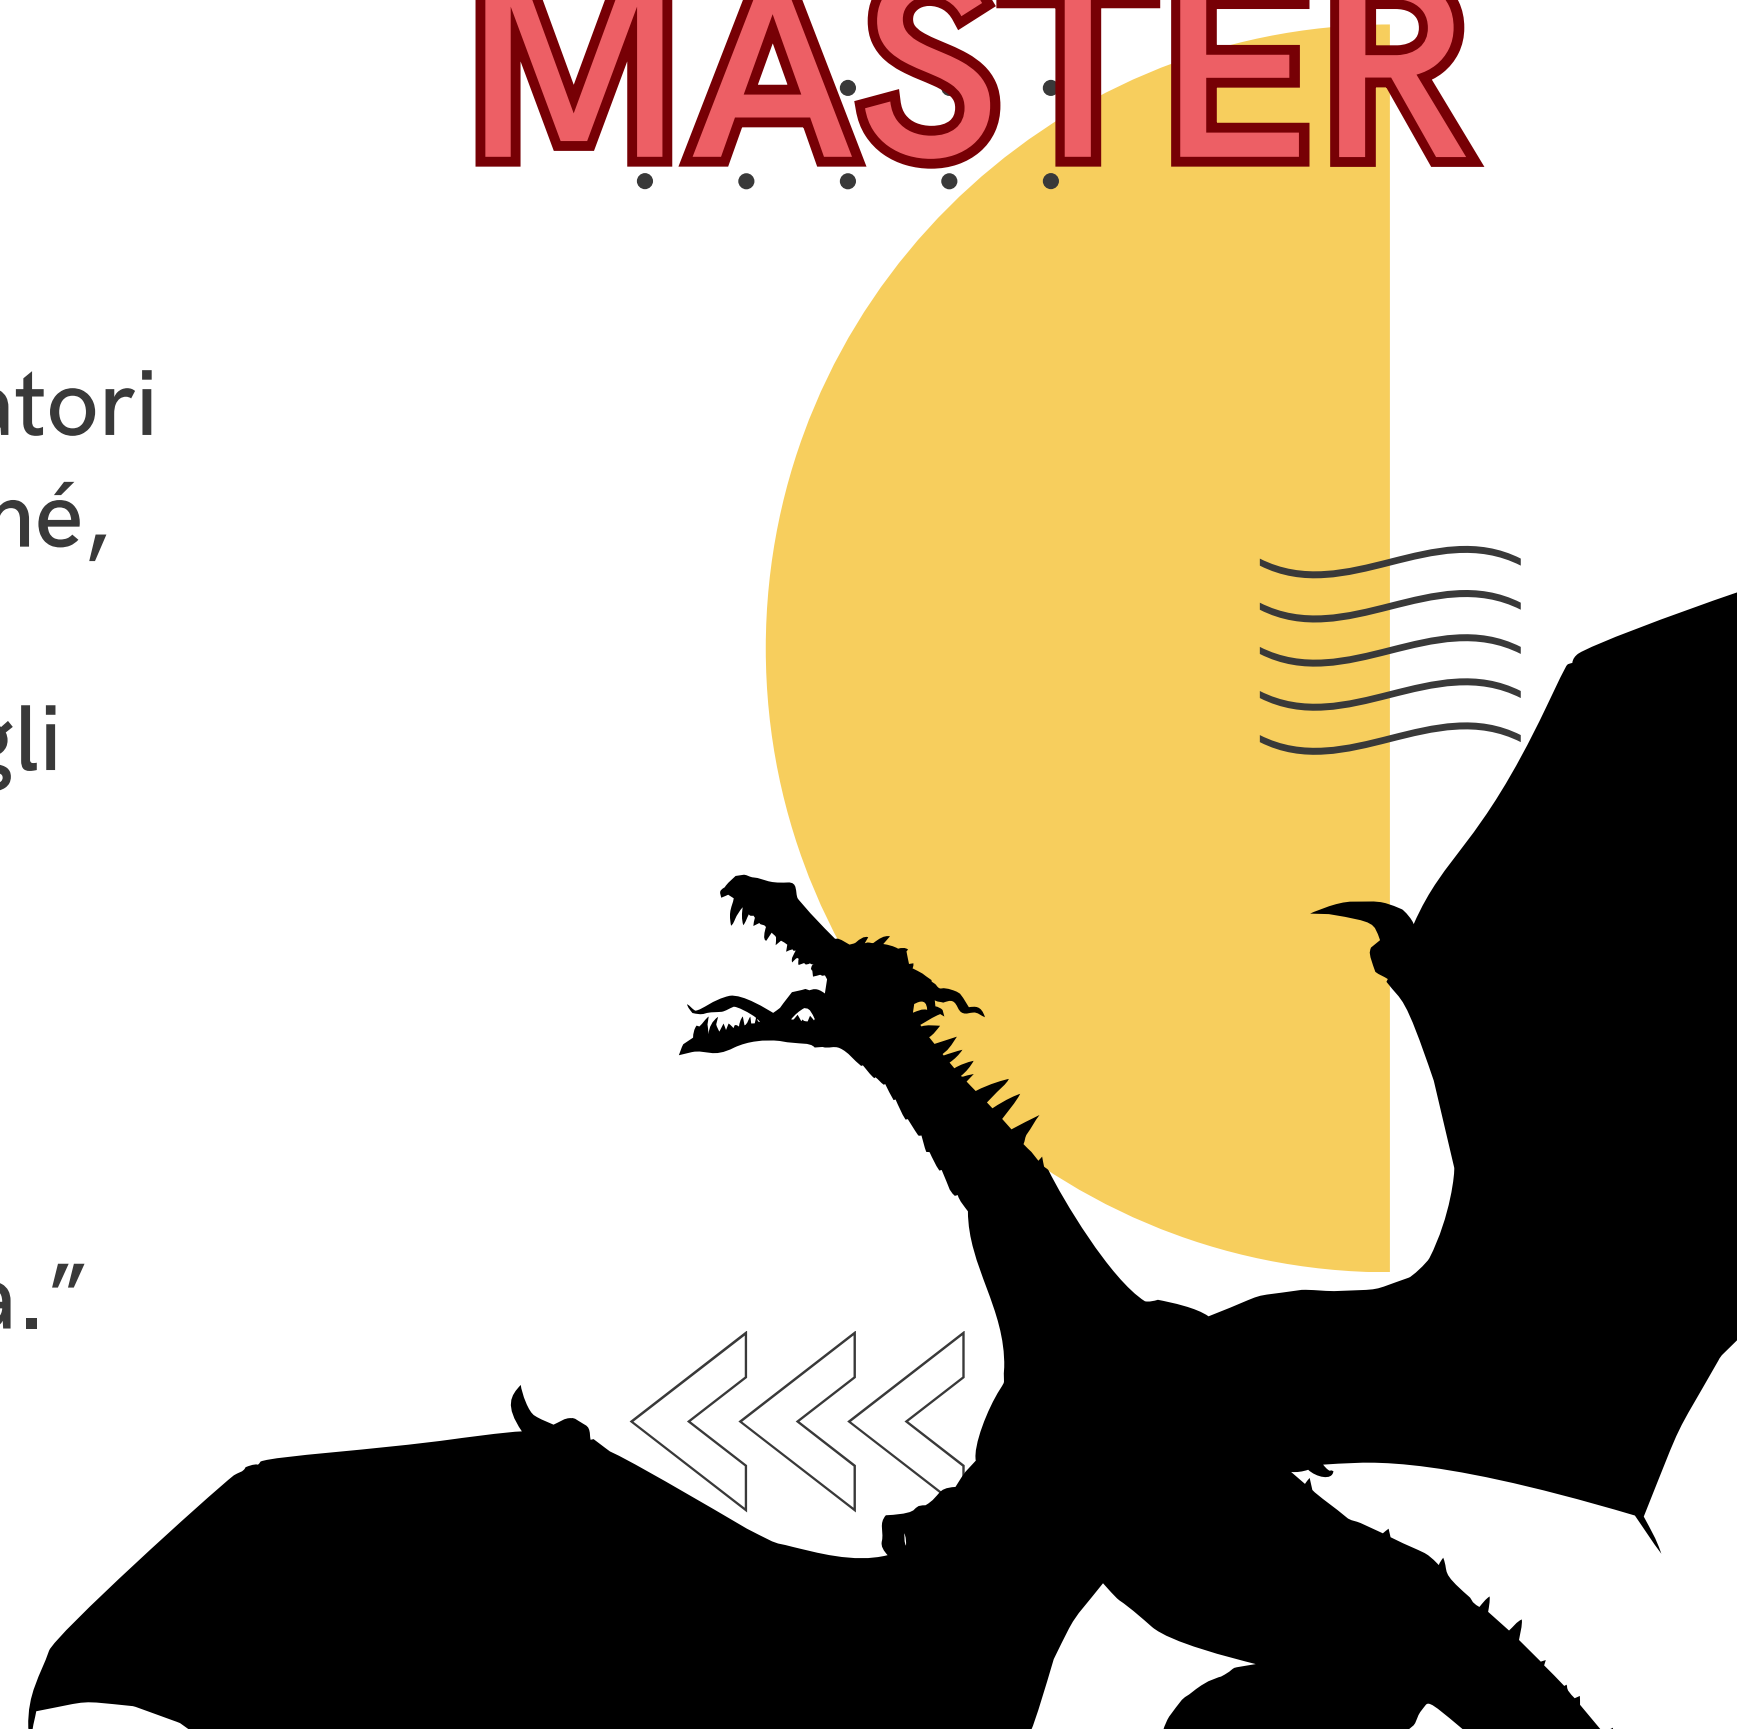 MASTER
atori
né,
gli
a.”